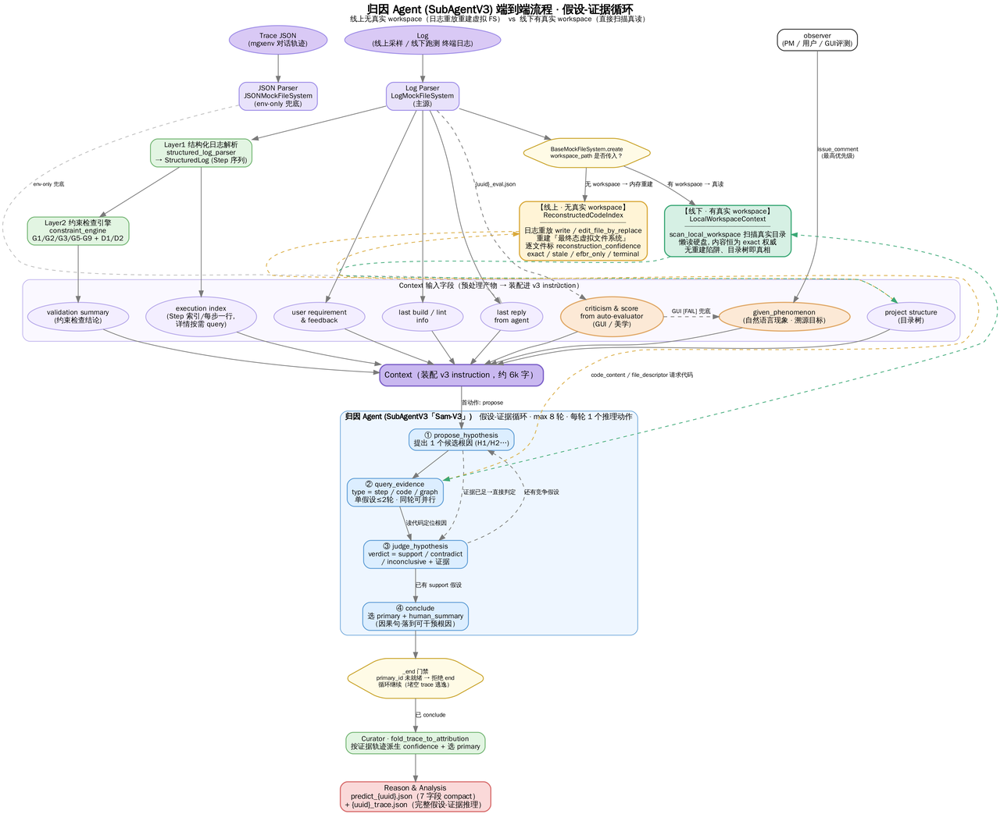 归因 Agent (SubAgentV3) 端到端流程 · 假设-证据循环
线上无真实 workspace（日志重放重建虚拟 FS） vs 线下有真实 workspace（直接扫描真读）
Trace JSON
(mgxenv 对话轨迹)
Log
(线上采样 / 线下跑测 终端日志)
observer
(PM / 用户 / GUI评测)
JSON Parser
JSONMockFileSystem
(env-only 兜底)
Log Parser
LogMockFileSystem
(主源)
Layer1 结构化日志解析
structured_log_parser
→ StructuredLog (Step 序列)
BaseMockFileSystem.create
workspace_path 是否传入？
issue_comment
(最高优先级)
env-only 兜底
{uuid}_eval.json
无 workspace → 内存重建
有 workspace → 真读
Layer2 约束检查引擎
constraint_engine
G1/G2/G3/G5-G9 + D1/D2
【线上 · 无真实 workspace】
ReconstructedCodeIndex
日志重放 write / edit_file_by_replace
重建『最终态虚拟文件系统』
逐文件标 reconstruction_confidence
exact / stale / efbr_only / terminal
【线下 · 有真实 workspace】
LocalWorkspaceContext
scan_local_workspace 扫描真实目录
懒读硬盘, 内容恒为 exact 权威
无重建陷阱、目录树即真相
Context 输入字段（预处理产物 → 装配进 v3 instruction）
validation summary
(约束检查结论)
execution index
(Step 索引/每步一行,
详情按需 query)
user requirement
& feedback
last build / lint
info
last reply
from agent
criticism & score
from auto-evaluator
(GUI / 美学)
GUI [FAIL] 兜底
given_phenomenon
(自然语言现象 · 溯源目标)
project structure
(目录树)
Context（装配 v3 instruction，约 6k 字）
code_content / file_descriptor 请求代码
首动作: propose
归因 Agent (SubAgentV3「Sam-V3」） 假设-证据循环 · max 8 轮 · 每轮 1 个推理动作
① propose_hypothesis
提出 1 个候选根因 (H1/H2…)
② query_evidence
type = step / code / graph
单假设≤2轮 · 同轮可并行
证据已足→直接判定
还有竞争假设
读代码定位根因
③ judge_hypothesis
verdict = support / contradict
/ inconclusive + 证据
已有 support 假设
④ conclude
选 primary + human_summary
（因果句·落到可干预根因）
_end 门禁
primary_id 未就绪 → 拒绝 end
循环继续（堵空 trace 逃逸）
已 conclude
Curator · fold_trace_to_attribution
按证据轨迹派生 confidence + 选 primary
Reason & Analysis
predict_{uuid}.json（7 字段 compact）
+ {uuid}_trace.json（完整假设-证据推理）